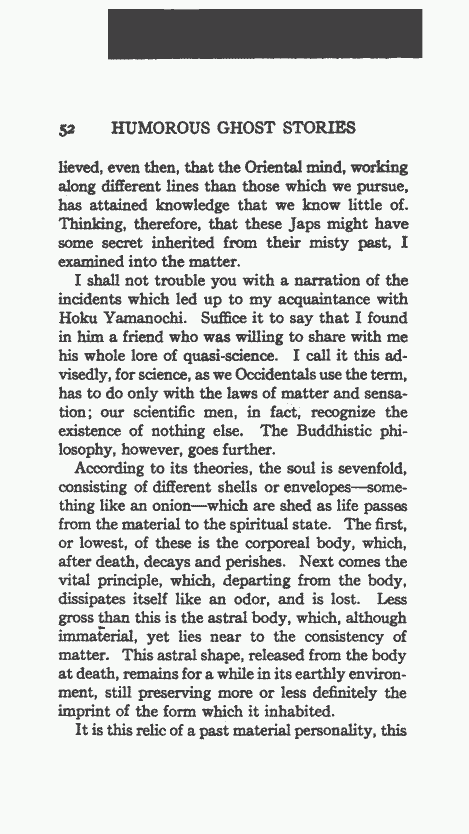 52 HUMOROUS GHOST STORIES
lieved, even then, that the Oriental mind, working
along different lines than those which we pursue,
has attained knowledge that we know little of.
Thinking, therefore, that these Japs might have
some secret inherited from their misty past, I
examined into the matter.
I shall not trouble you with a narration of the
incidents which led up to my acquaintance with
Hoku Yamanochi. Suffice it to say that I found
in him a friend who was willing to share with me
his whole lore of quasi-science. I call it this ad-
visedly, for science, as we Occidentals use the term,
has to do only with the laws of matter and sensa-
tion; our scientific men, in fact, recognize the
existence of nothing else. The Buddhistic phi-
losophy, however, goes further.
According to its theories, the soul is sevenfold,
consisting of different shells or envelopes—some-
thing like an onion—which are shed as life passes
from the material to the spiritual state. The first,
or lowest, of these is the corporeal body, which,
after death, decays and perishes. Next comes the
vital principle, which, departing from the body,
dissipates itself like an odor, and is lost. Less
gross than this is the astral body, which, although
immaterial, yet lies near to the consistency of
matter. This astral shape, released from the body
at death, remains for a while in its earthly environ-
ment, still preserving more or less definitely the
imprint of the form which it inhabited.
It is this relic of a past material personality, this